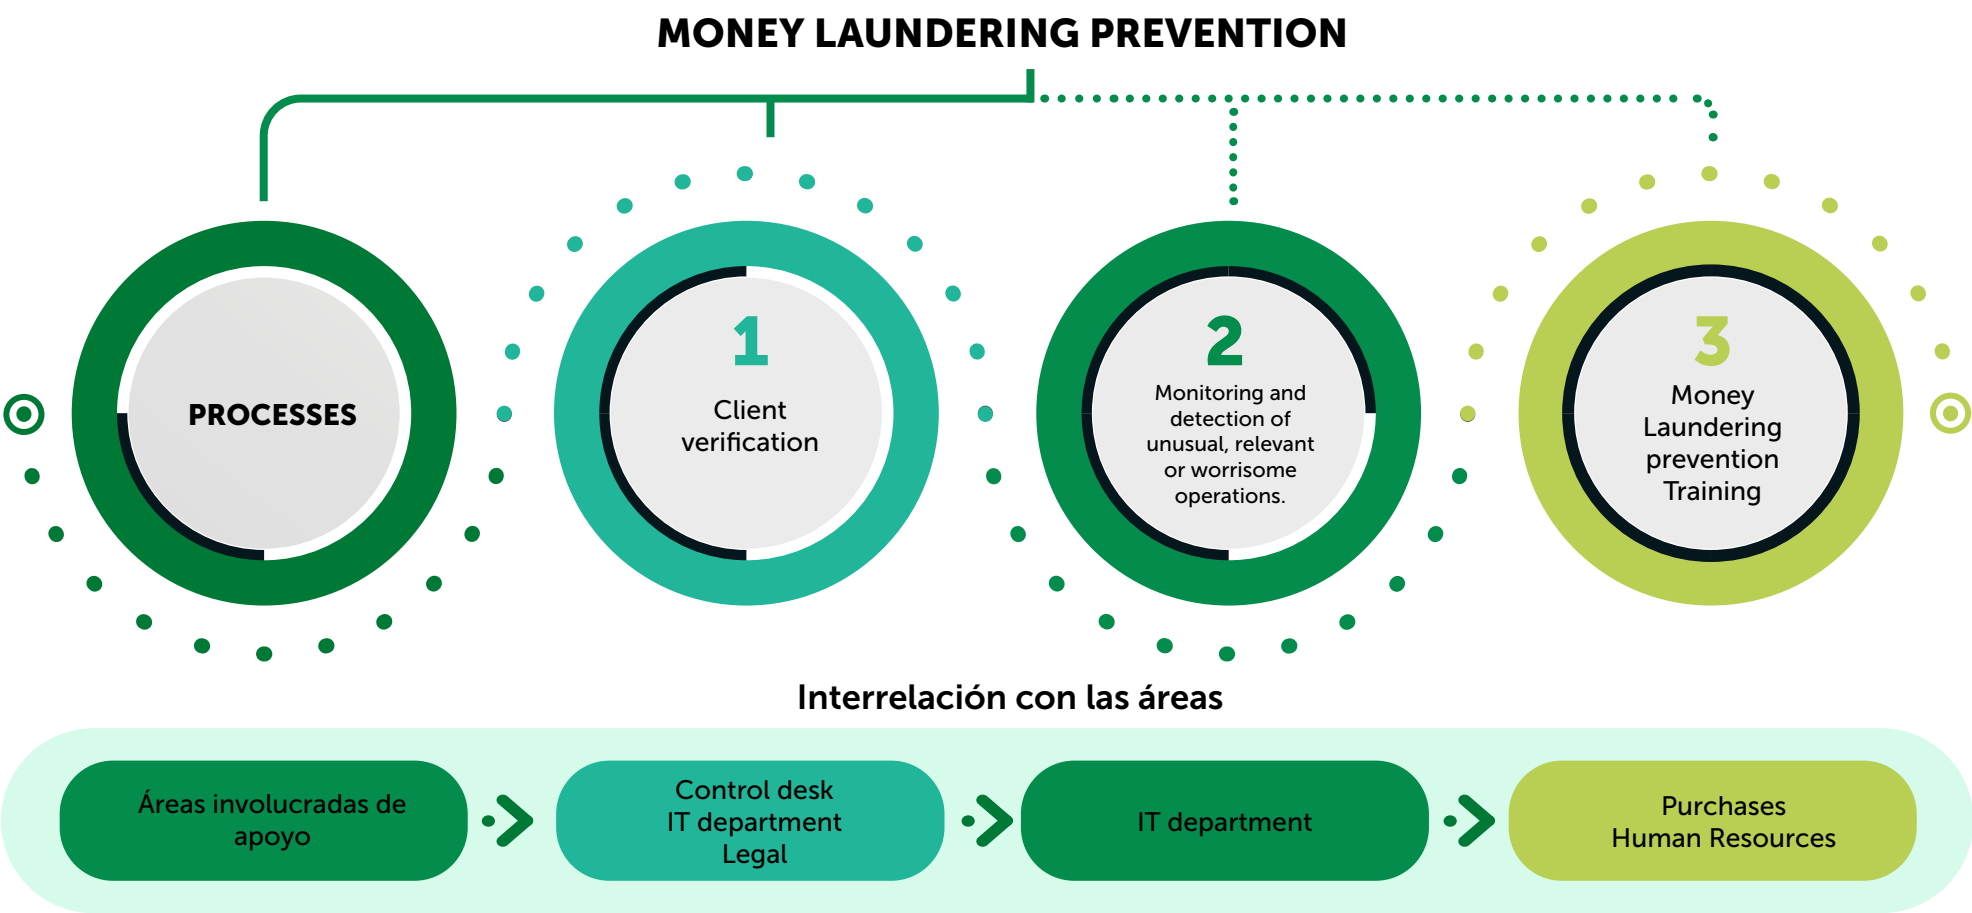 MONEY LAUNDERING PREVENTION
PROCESSES
1
Client
verification
2
Monitoring and
detection of
unusual, relevant
or worrisome
operations.
3
Money
Laundering
prevention
Training
Interrelación con las áreas
Áreas involucradas de
apoyo
Control desk
IT department
Legal
IT department
Purchases
Human Resources